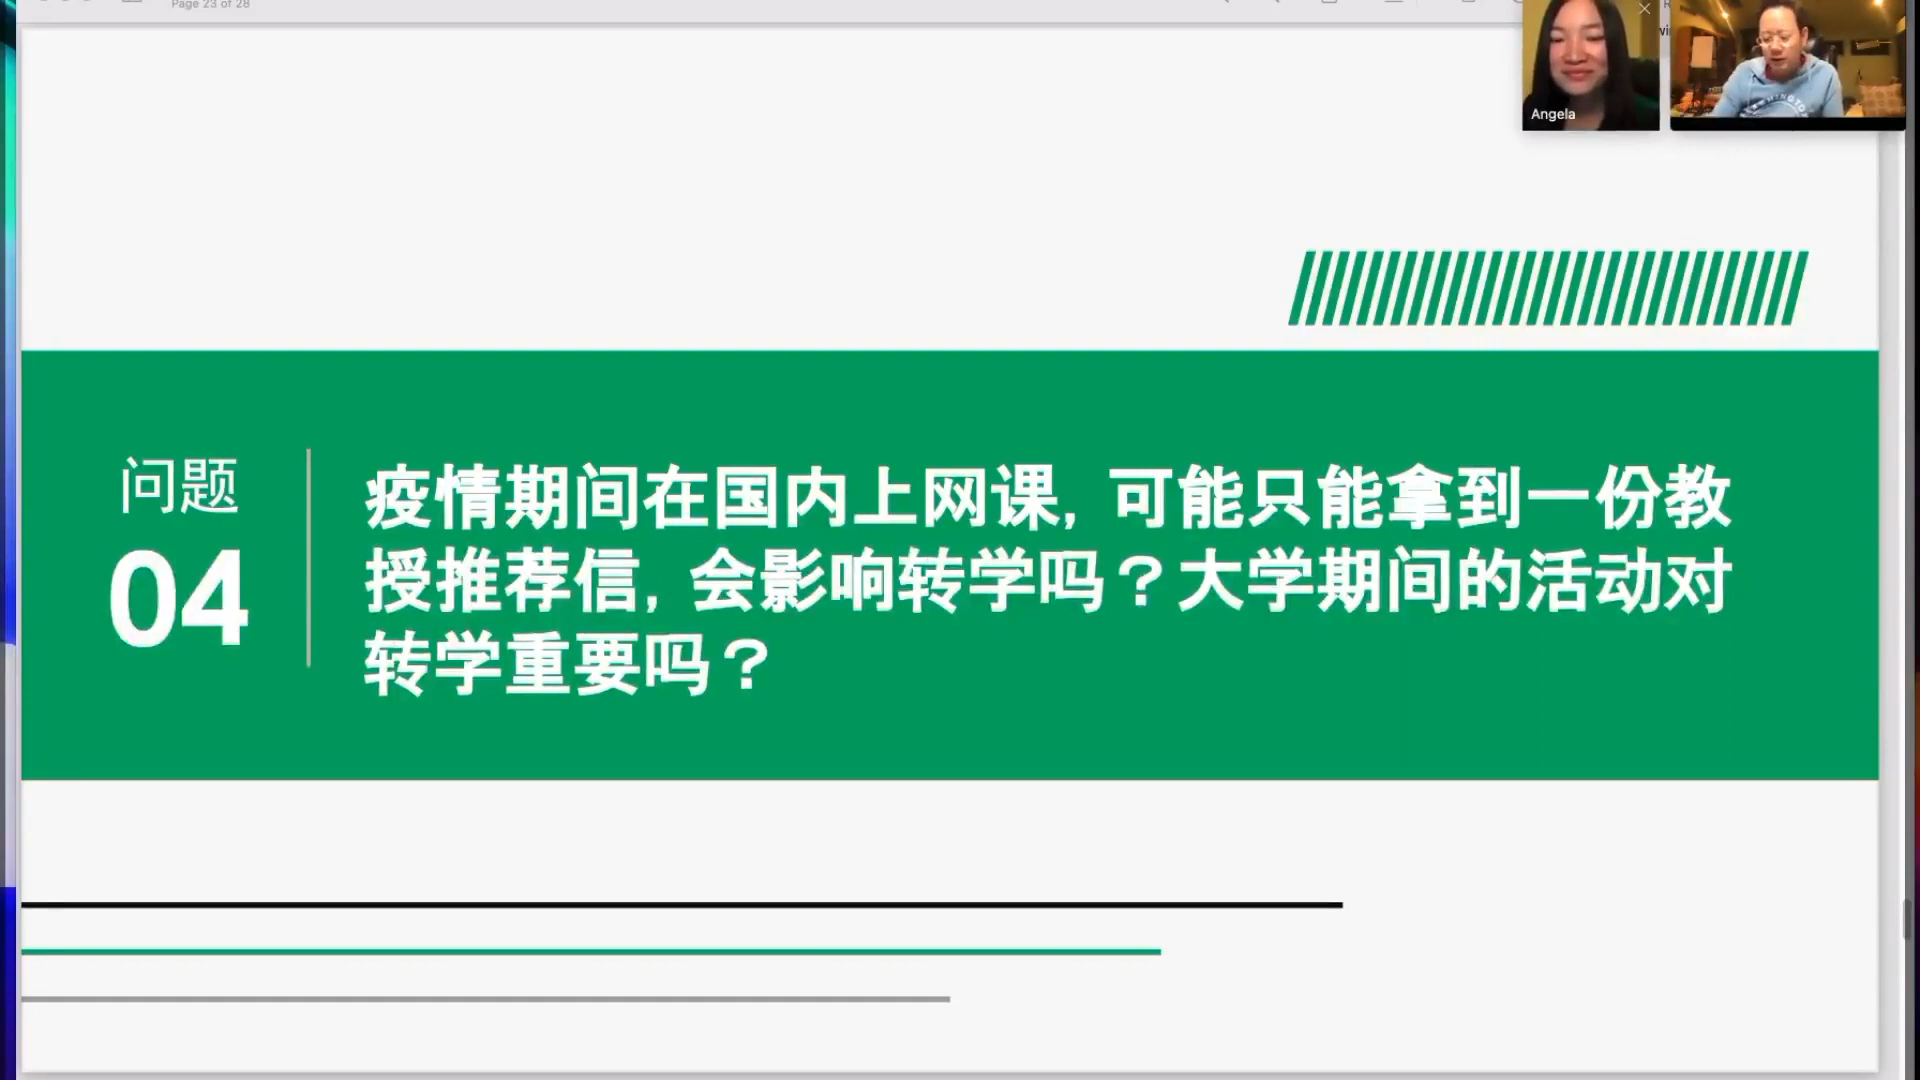 Page 23 of 28
Angela
问题
04
疫情期间在国内上网课, 可能只能拿到一份教
授推荐信, 会影响转学吗？大学期间的活动对
转学重要吗？